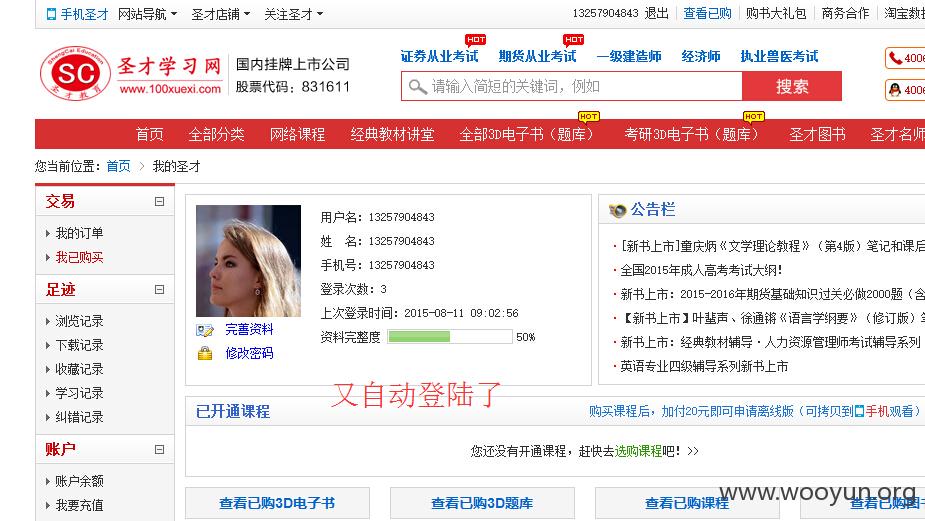 手机圣才 网站导航 圣才店铺 关注圣才 13257904843 退出 查看已购 购书大礼包 商务合作 淘宝数
ShengCai Education SC 圣才教育 圣才学习网 www.100xuexi.com
国内挂牌上市公司
股票代码：831611
HOT HOT
证券从业考试 期货从业考试 一级建造师 经济师 执业兽医考试
请输入简短的关键词，例如 搜索
4006
4006
HOT HOT
首页 全部分类 网络课程 经典教材讲堂 全部3D电子书（题库） 考研3D电子书（题库） 圣才图书 圣才名师
您当前位置：首页 > 我的圣才
交易
我的订单
我已购买
足迹
浏览记录
下载记录
收藏记录
学习记录
纠错记录
账户
账户余额
我要充值
用户名：13257904843
姓 名：13257904843
手机号：13257904843
登录次数：3
上次登录时间：2015-08-11 09:02:56
资料完整度 50%
完善资料
修改密码
公告栏
·[新书上市]童庆炳《文学理论教程》（第4版）笔记和课后
·全国2015年成人高考考试大纲！
·新书上市：2015-2016年期货基础知识过关必做2000题（含
·【新书上市】叶蜚声、徐通锵《语言学纲要》（修订版）
·新书上市：经典教材辅导·人力资源管理师考试辅导系列
·英语专业四级辅导系列新书上市
又自动登陆了
已开通课程 购买课程后，加付20元即可申请离线版（可拷贝到手机观看）
您还没有开通课程，赶快去选购课程吧！>>
查看已购3D电子书 查看已购3D题库 查看已购课程 查看已购图书
www.wooyun.org